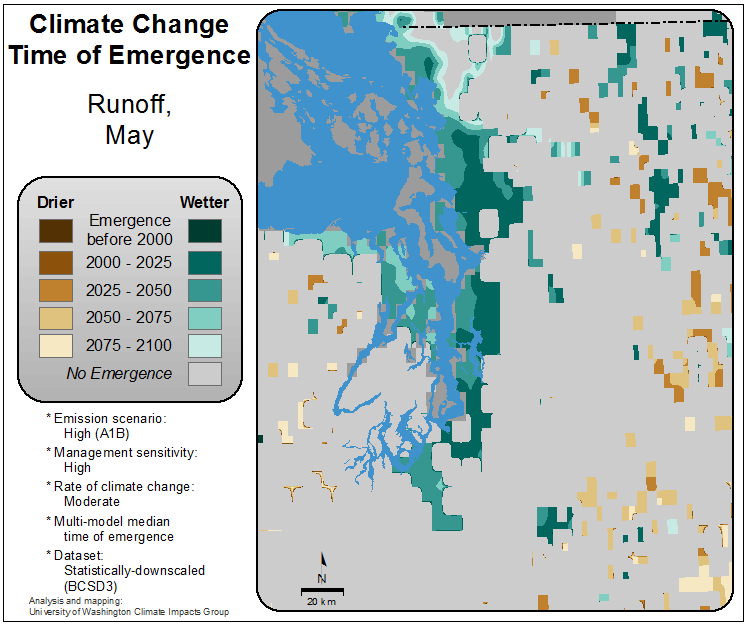 Climate Change
Time of Emergence
Runoff,
May
Drier Wetter
Emergence
before 2000
2000 - 2025
2025 - 2050
2050 - 2075
2075 - 2100
No Emergence
* Emission scenario:
High (A1B)
* Management sensitivity:
High
* Rate of climate change:
Moderate
* Multi-model median
time of emergence
* Dataset:
Statistically-downscaled
(BCSD3)
Analysis and mapping:
University of Washington Climate Impacts Group
N
20 km